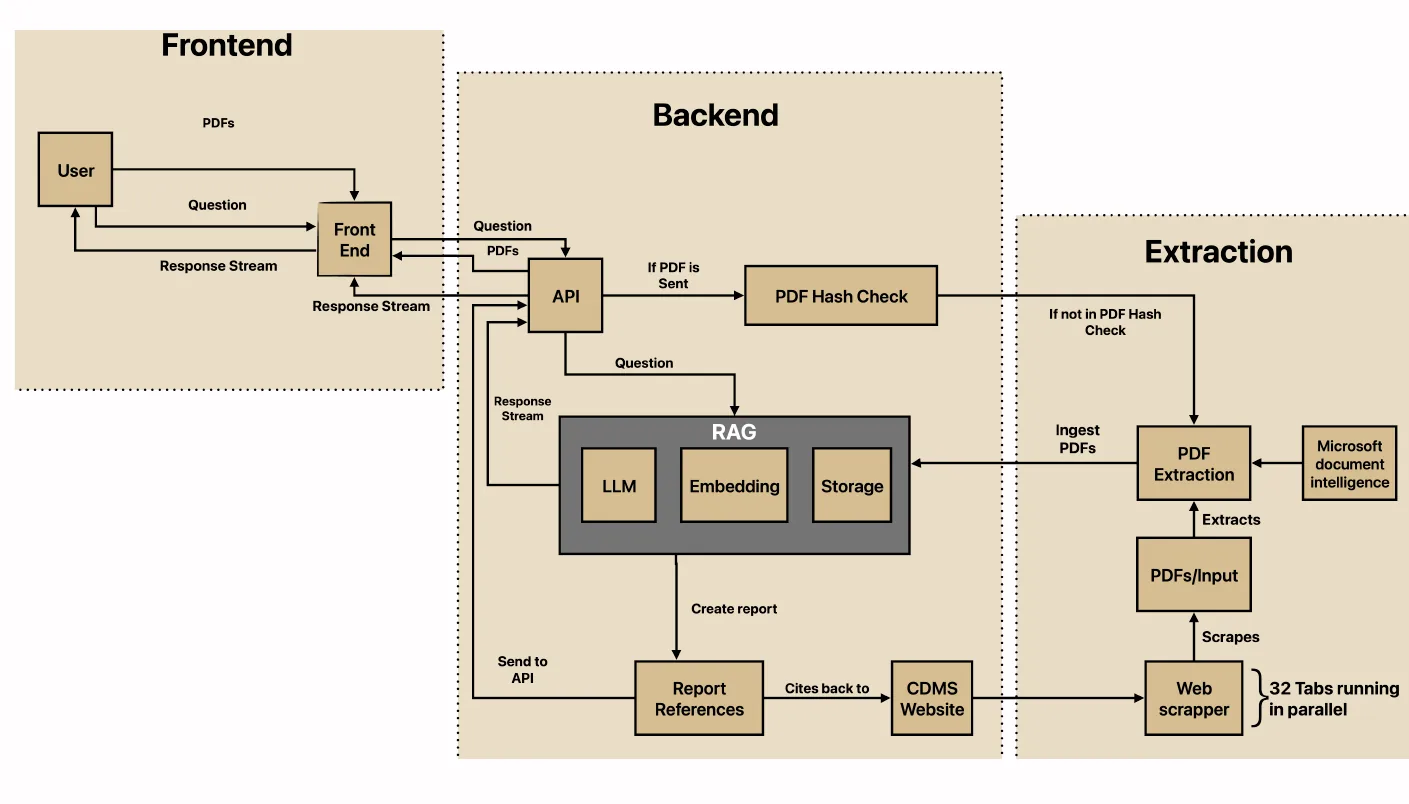 Frontend
PDFs
User
Question
Front
End
Response Stream
Response Stream
Backend
Question
PDFs
API
If PDF is
Sent
PDF Hash Check
Question
Response
Stream
RAG
LLM
Embedding
Storage
Create report
Send to
API
Report
References
Cites back to
CDMS
Website
Extraction
If not in PDF Hash
Check
Ingest
PDFs
PDF
Extraction
Microsoft
document
intelligence
Extracts
PDFs/Input
Scrapes
Web
scrapper
32 Tabs running
in parallel